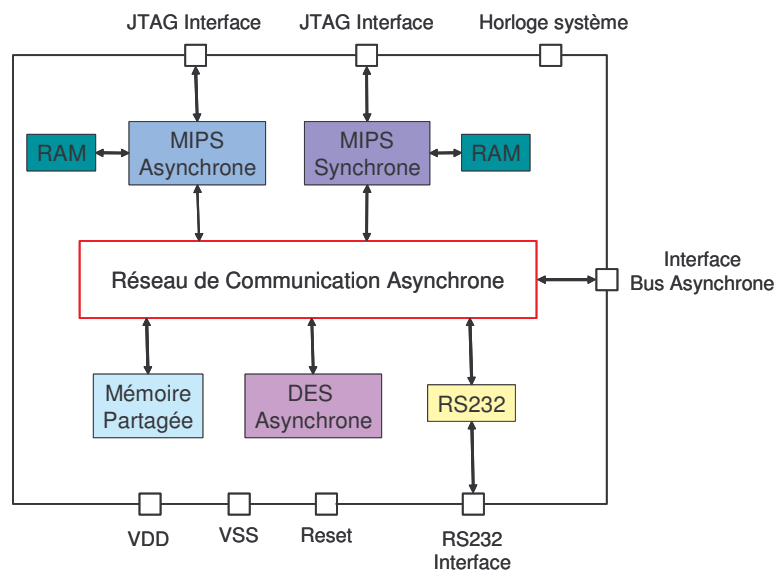 JTAG Interface
JTAG Interface
Horloge système
RAM
MIPS
Asynchrone
MIPS
Synchrone
RAM
Réseau de Communication Asynchrone
Interface
Bus Asynchrone
Mémoire
Partagée
DES
Asynchrone
RS232
VDD
VSS
Reset
RS232
Interface